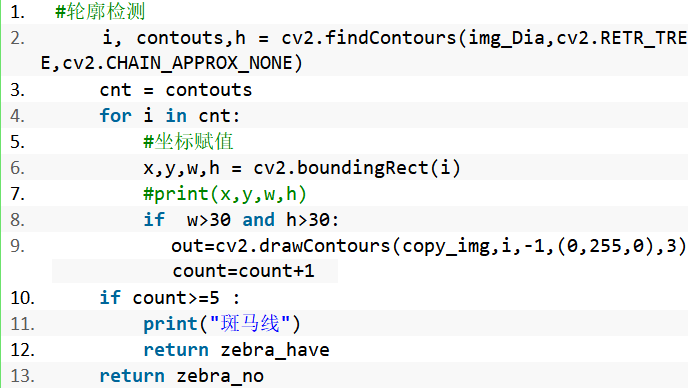 1. #轮廓检测
2. i, contouts,h = cv2.findContours(img_Dia,cv2.RETR_TRE
E,cv2.CHAIN_APPROX_NONE)
3. cnt = contouts
4. for i in cnt:
5. #坐标赋值
6. x,y,w,h = cv2.boundingRect(i)
7. #print(x,y,w,h)
8. if w>30 and h>30:
9. out=cv2.drawContours(copy_img,i,-1,(0,255,0),3)
count=count+1
10. if count>=5 :
11. print("斑马线")
12. return zebra_have
13. return zebra_no